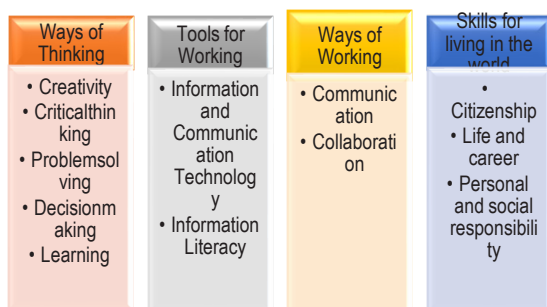 Ways of
Thinking
• Creativity
• Criticalthin
king
• Problemsol
ving
• Decisionm
aking
• Learning
Tools for
Working
• Information
and
Communic
ation
Technolog
y
• Information
Literacy
Ways of
Working
• Communic
ation
• Collaborati
on
Skills for
living in the
world
•
Citizenship
• Life and
career
• Personal
and social
responsibili
ty